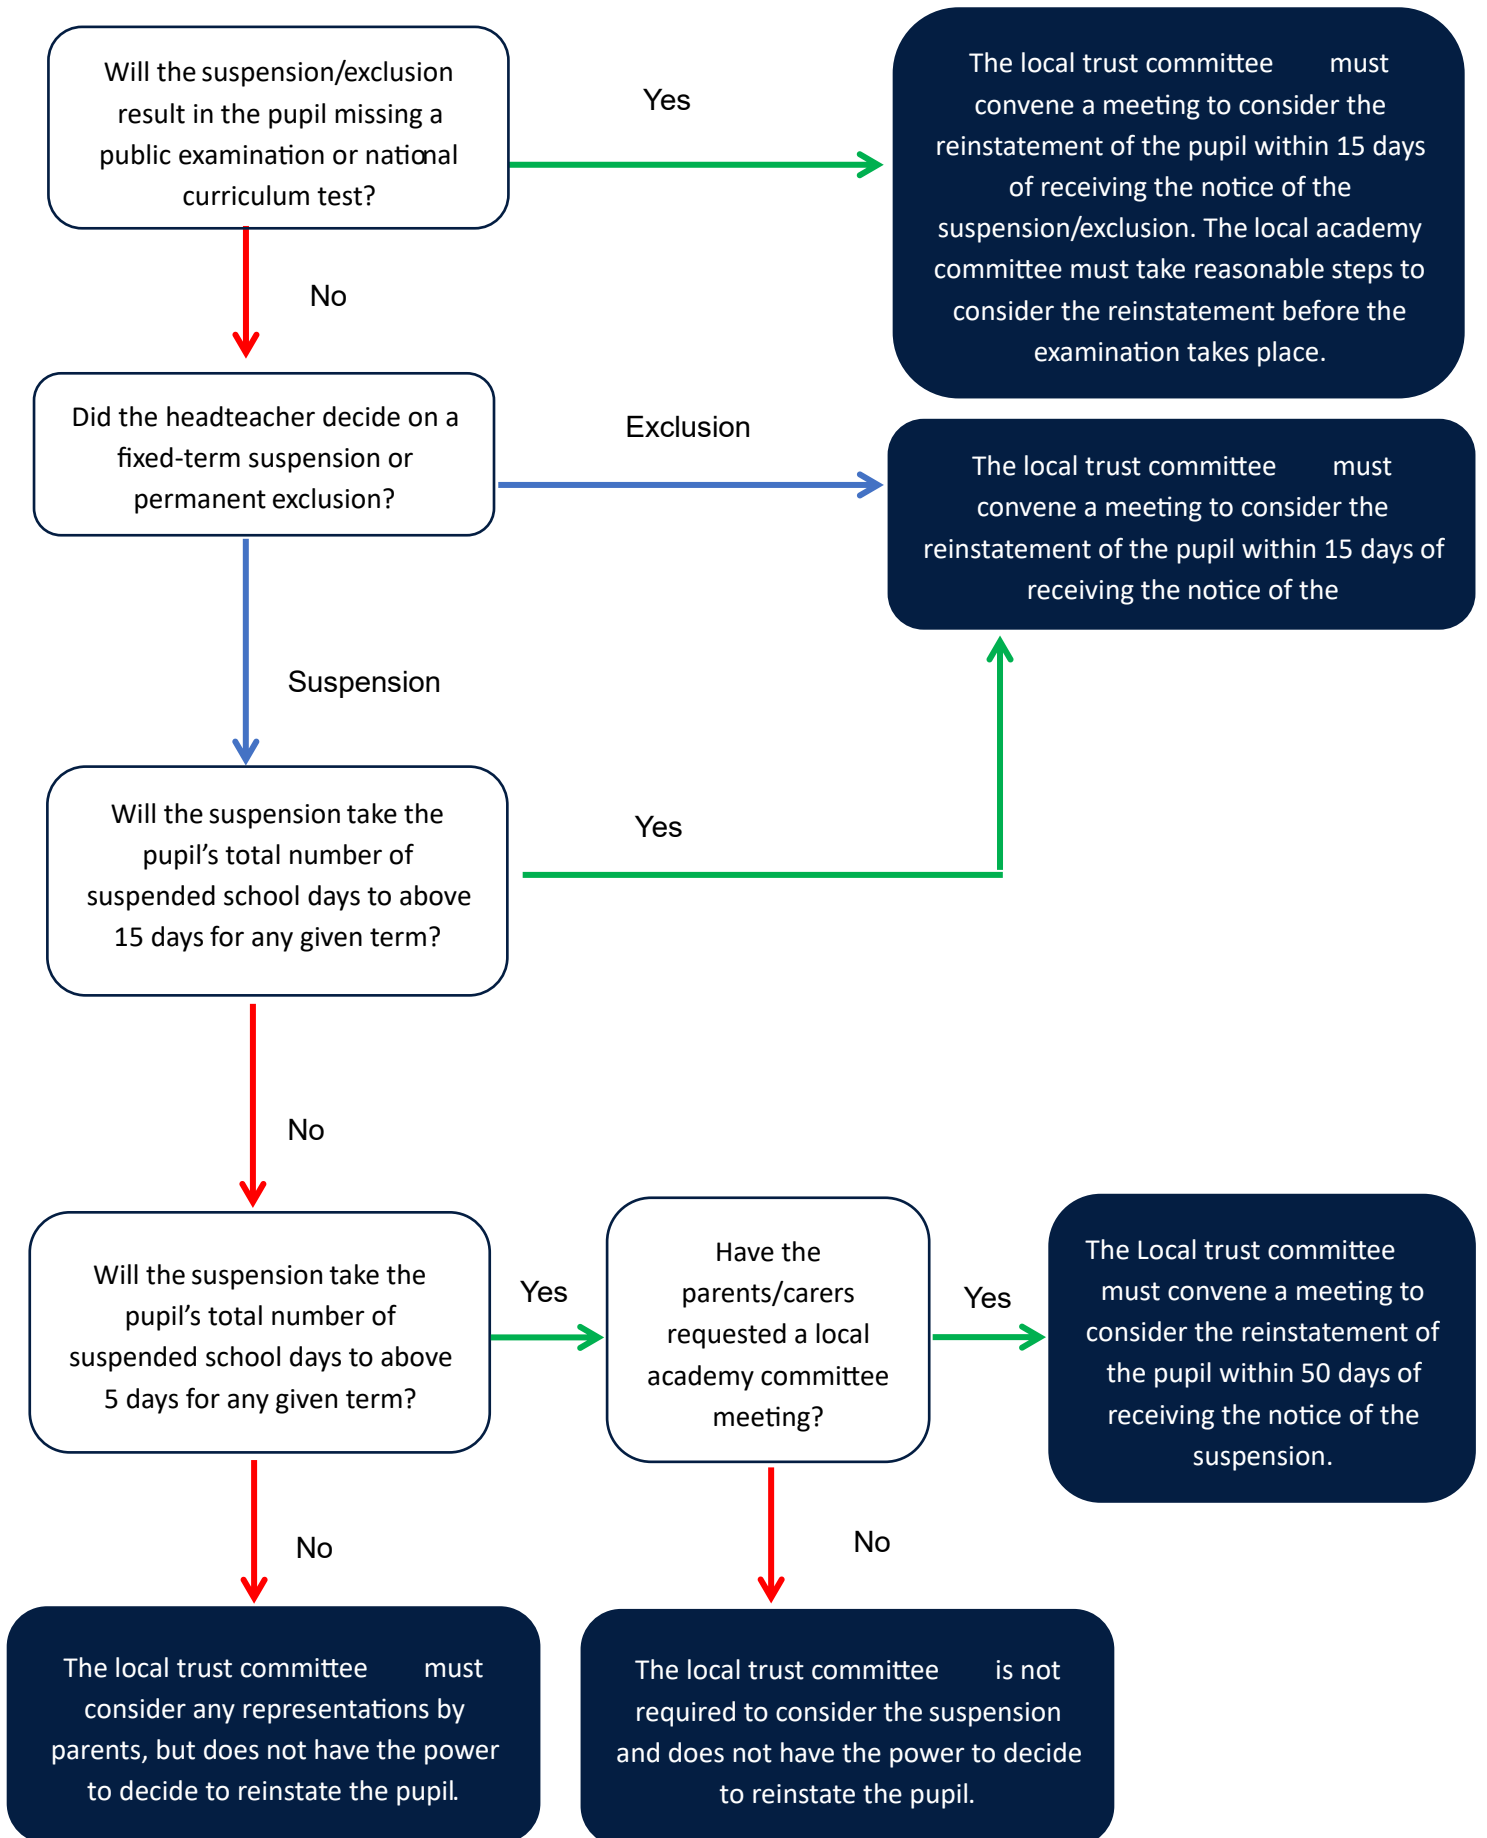 Will the suspension/exclusion
result in the pupil missing a
public examination or national
curriculum test?
Yes
The local trust committee must
convene a meeting to consider the
reinstatement of the pupil within 15 days
of receiving the notice of the
suspension/exclusion. The local academy
committee must take reasonable steps to
consider the reinstatement before the
examination takes place.
No
Did the headteacher decide on a
fixed-term suspension or
permanent exclusion?
Exclusion
The local trust committee must
convene a meeting to consider the
reinstatement of the pupil within 15 days of
receiving the notice of the
Suspension
Will the suspension take the
pupil’s total number of
suspended school days to above
15 days for any given term?
Yes
No
Will the suspension take the
pupil’s total number of
suspended school days to above
5 days for any given term?
Yes
Have the
parents/carers
requested a local
academy committee
meeting?
Yes
The Local trust committee
must convene a meeting to
consider the reinstatement of
the pupil within 50 days of
receiving the notice of the
suspension.
No
No
The local trust committee must
consider any representations by
parents, but does not have the power
to decide to reinstate the pupil.
The local trust committee is not
required to consider the suspension
and does not have the power to decide
to reinstate the pupil.